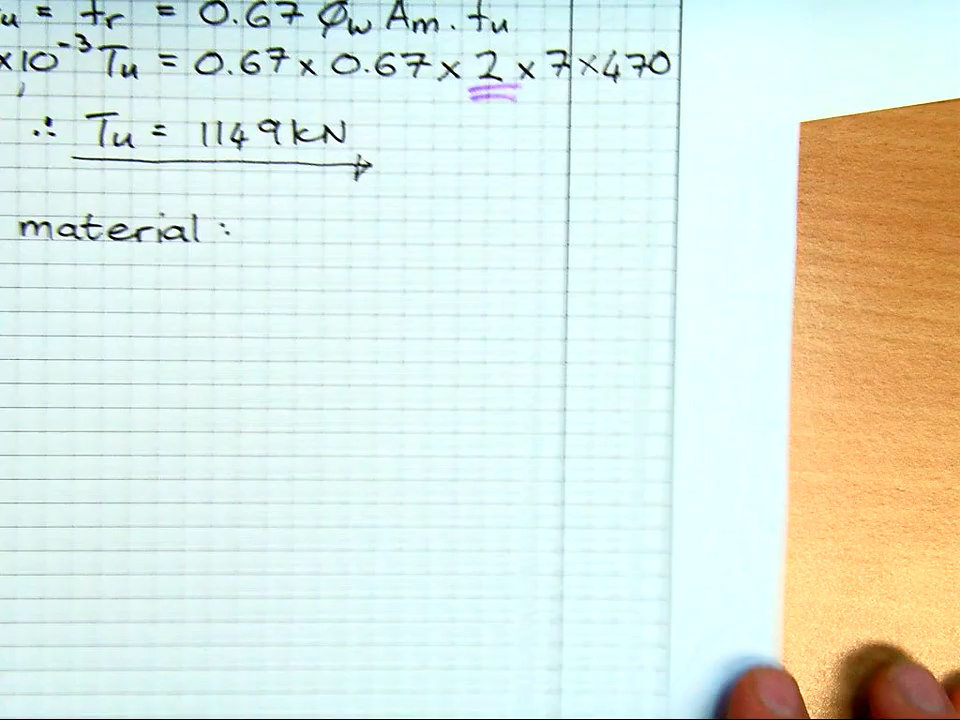 u = fr = 0.67 φw Am . fu
×10⁻³ Tu = 0.67 × 0.67 × 2 × 7 × 470
∴ Tu = 1149 kN
material :